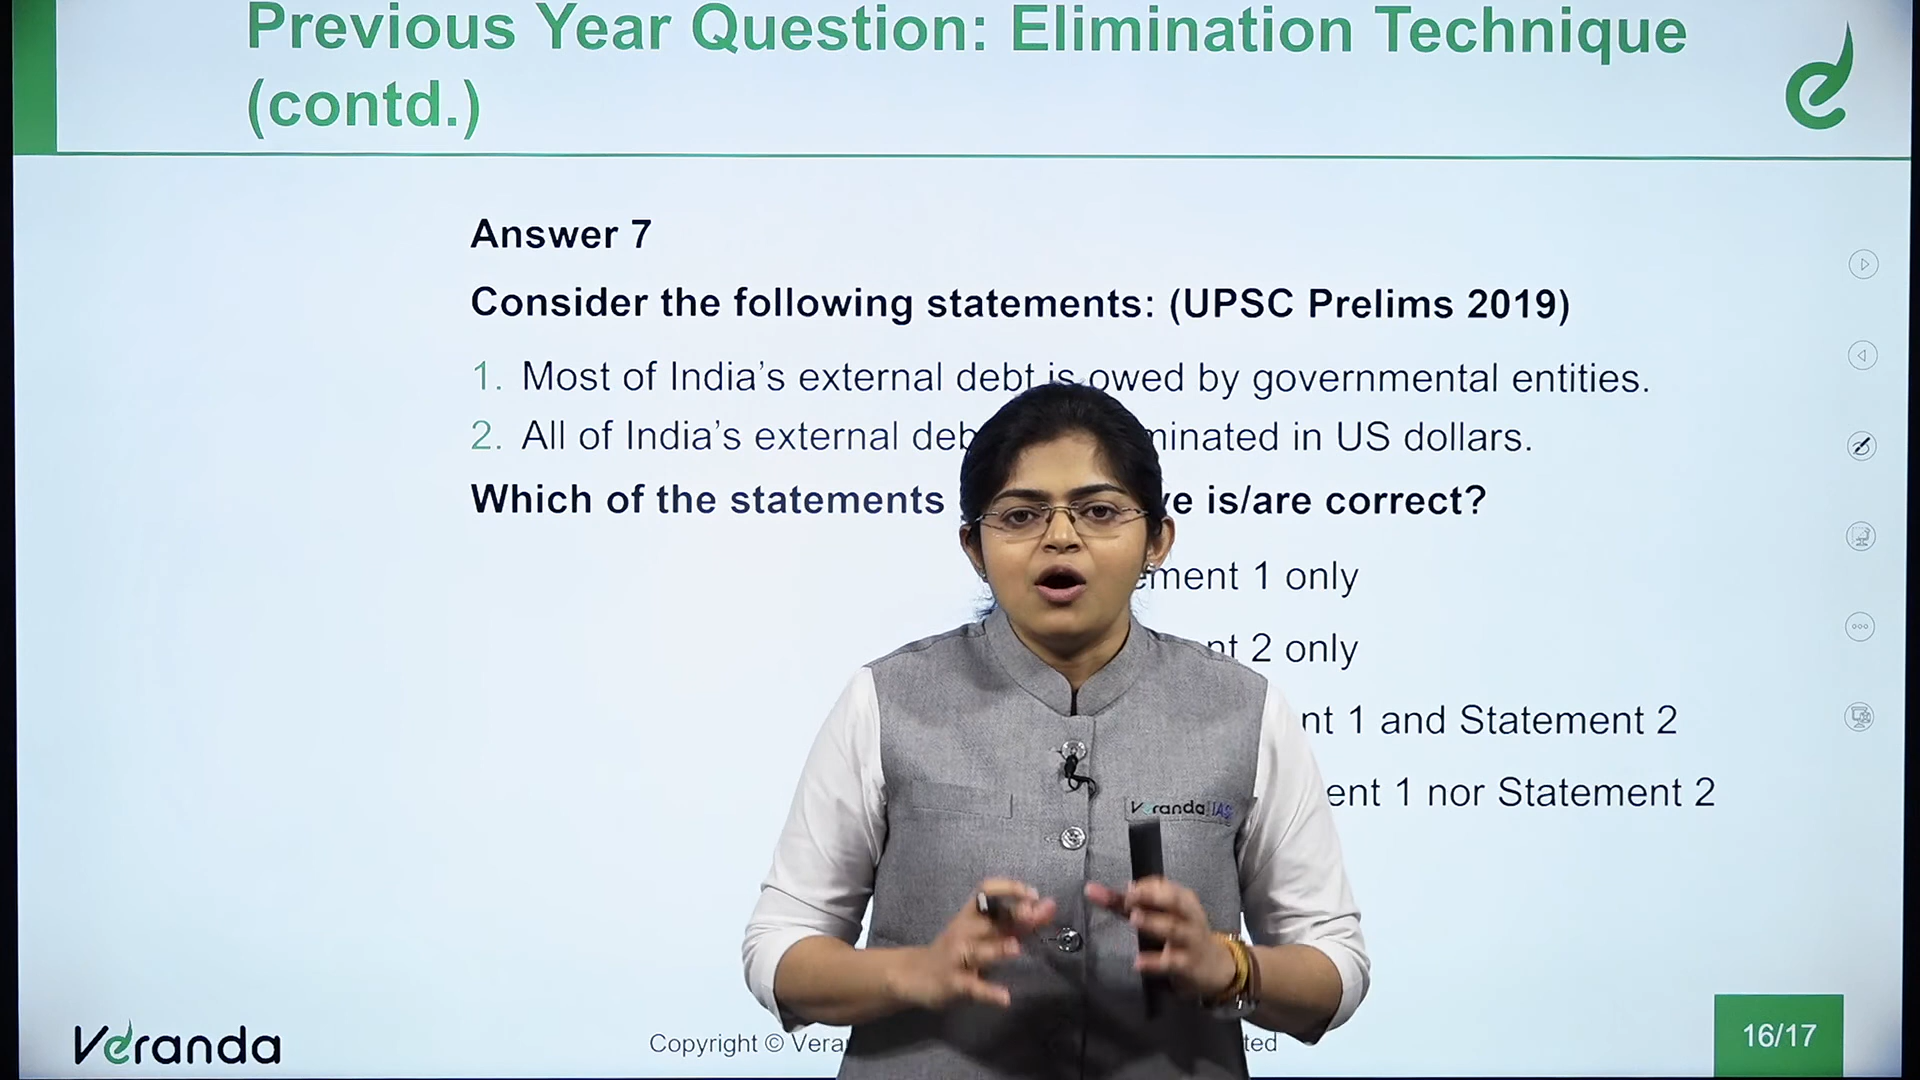 Previous Year Question: Elimination Technique
(contd.)
Answer 7
Consider the following statements: (UPSC Prelims 2019)
1. Most of India's external debt is owed by governmental entities.
2. All of India's external deb minated in US dollars.
Which of the statements ve is/are correct?
ement 1 only
nt 2 only
nt 1 and Statement 2
ent 1 nor Statement 2
Veranda IAS
Veranda
Copyright © Vera ted
16/17